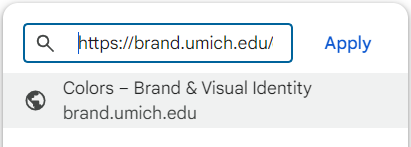 https://brand.umich.edu/
Apply
Colors – Brand & Visual Identity
brand.umich.edu